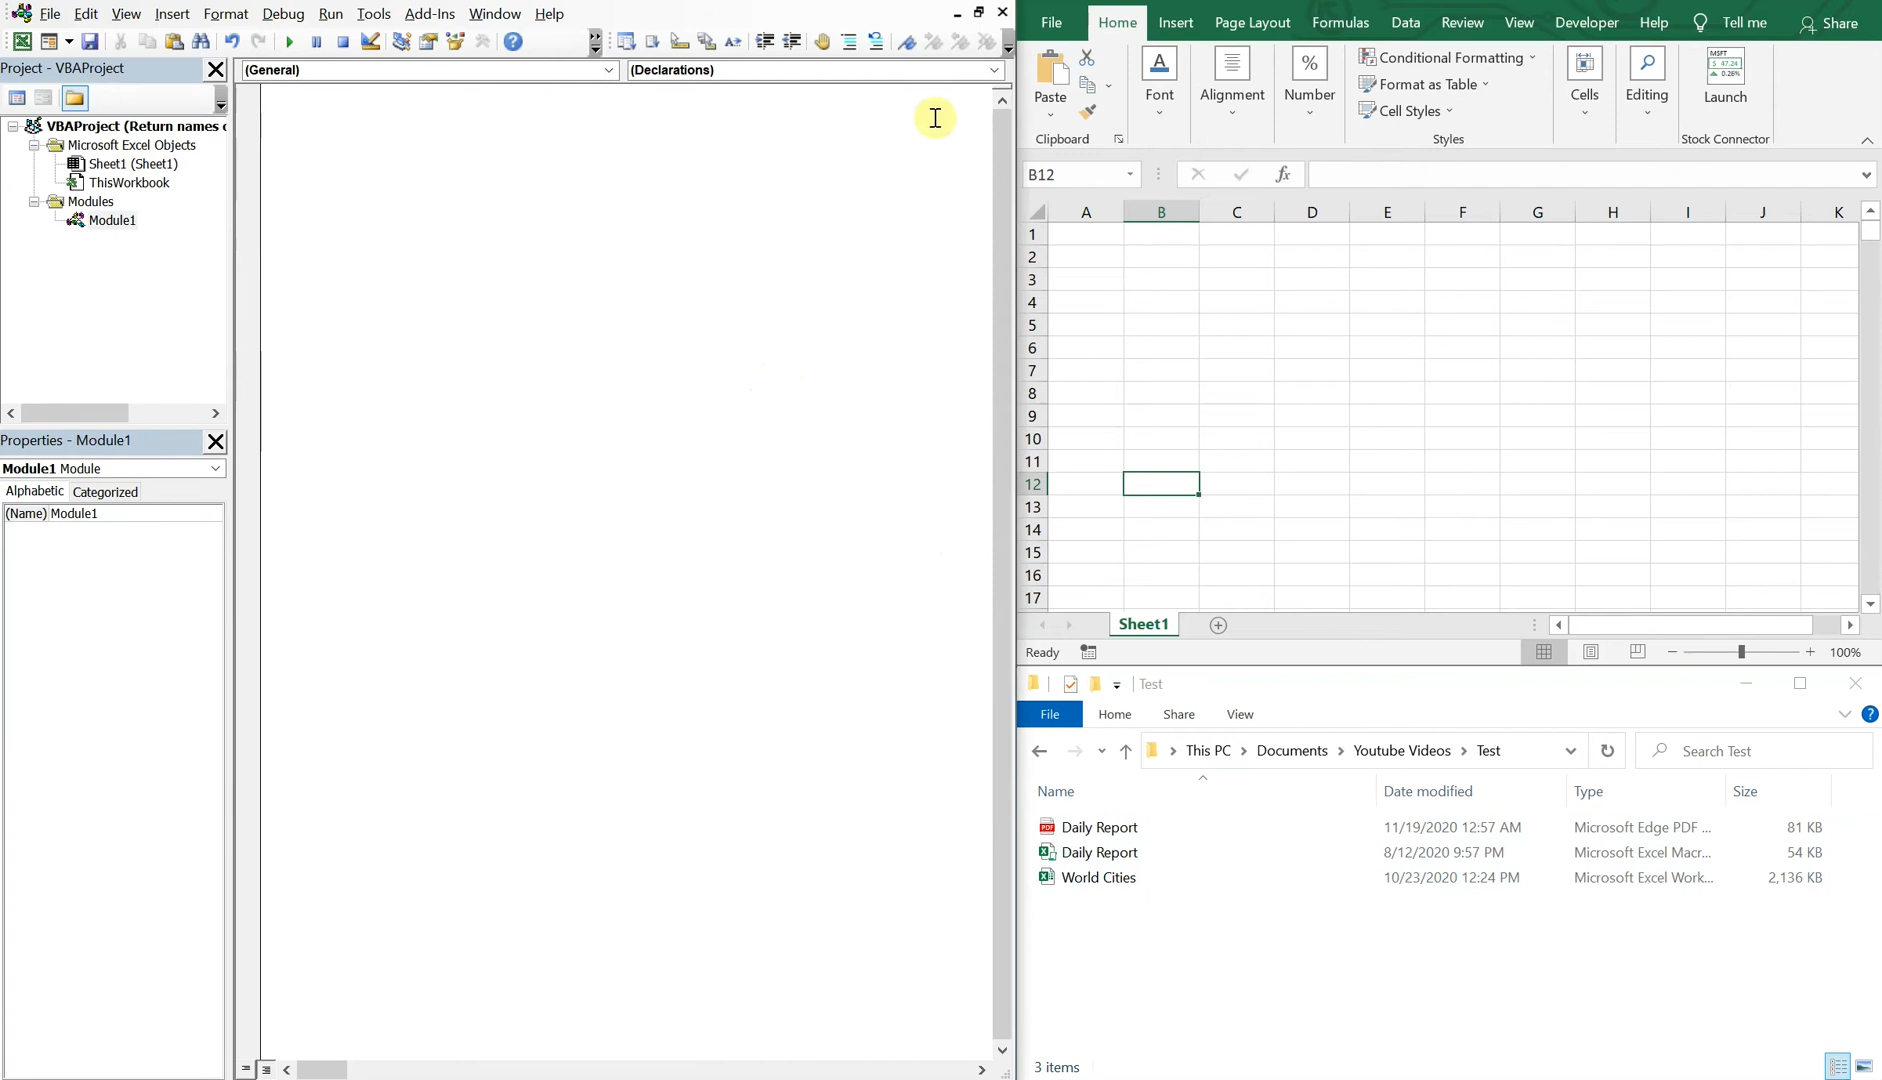 File Edit View Insert Format Debug Run Tools Add-Ins Window Help
Project - VBAProject
VBAProject (Return names
Microsoft Excel Objects
Sheet1 (Sheet1)
ThisWorkbook
Modules
Module1
Properties - Module1
Module1 Module
Alphabetic Categorized
(Name) Module1
(General) (Declarations)
File Home Insert Page Layout Formulas Data Review View Developer Help Tell me Share
Paste
Clipboard
Font
Alignment
%
Number
Conditional Formatting
Format as Table
Cell Styles
Styles
Cells
Editing
MSFT
$ 47.24
0.26%
Launch
Stock Connector
B12 fx
A B C D E F G H I J K
1
2
3
4
5
6
7
8
9
10
11
12
13
14
15
16
17
Sheet1
Ready 100%
Test
File Home Share View
This PC Documents Youtube Videos Test Search Test
Name Date modified Type Size
Daily Report 11/19/2020 12:57 AM Microsoft Edge PDF ... 81 KB
Daily Report 8/12/2020 9:57 PM Microsoft Excel Macr... 54 KB
World Cities 10/23/2020 12:24 PM Microsoft Excel Work... 2,136 KB
3 items